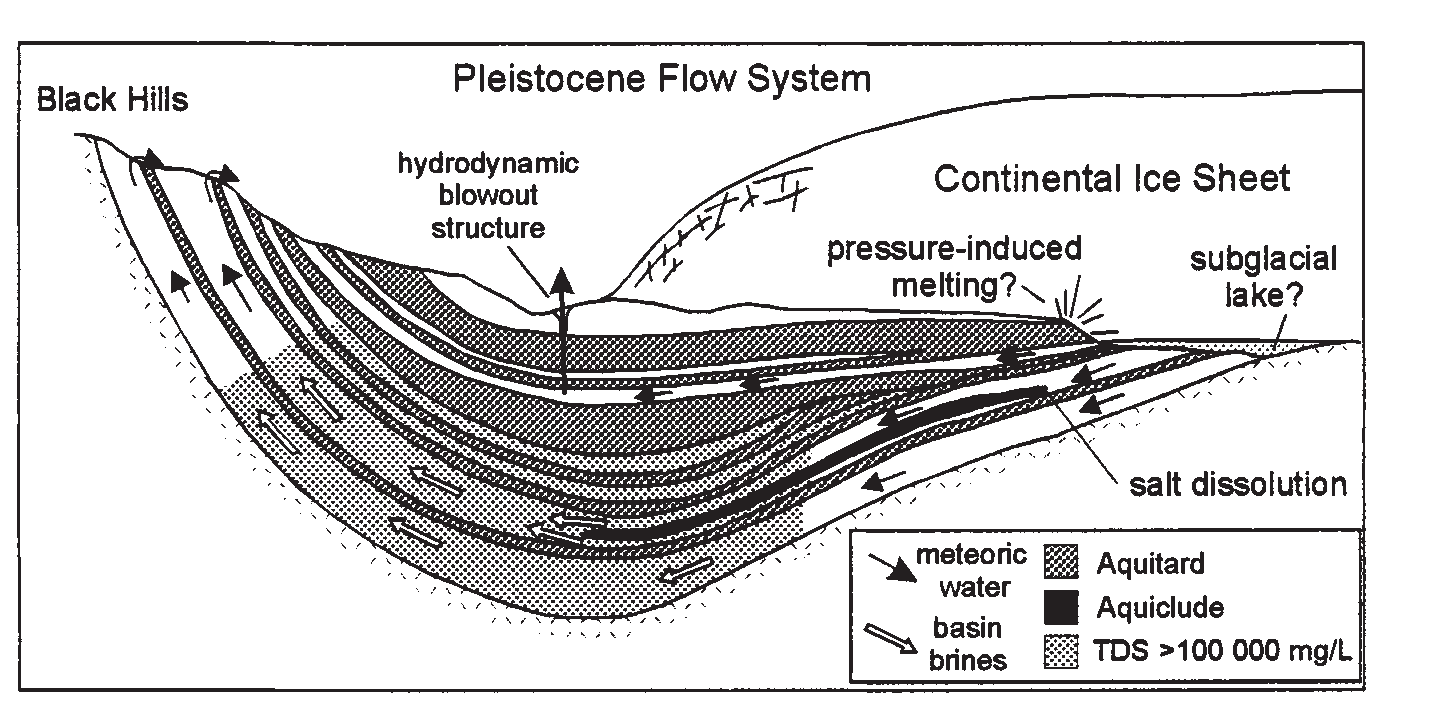 Pleistocene Flow System
Black Hills
hydrodynamic
blowout
structure
Continental Ice Sheet
pressure-induced
melting?
subglacial
lake?
salt dissolution
meteoric
water
basin
brines
Aquitard
Aquiclude
TDS >100 000 mg/L